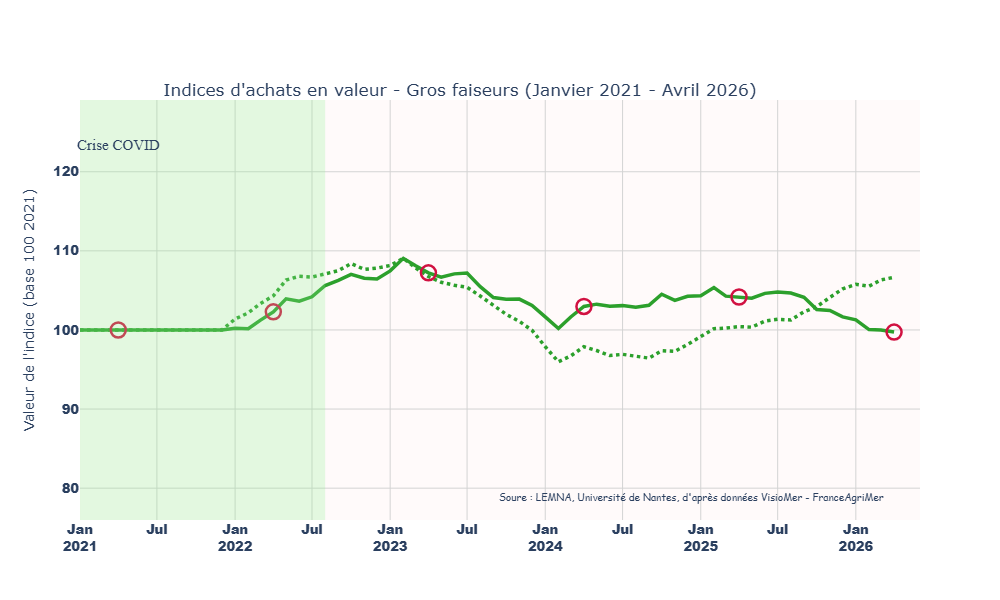 Indices d'achats en valeur - Gros faiseurs (Janvier 2021 - Avril 2026)
Crise COVID
Valeur de l'Indice (base 100 2021)
120
110
100
90
80
Soure : LEMNA, Université de Nantes, d'après données VisioMer - FranceAgriMer
Jan Jul Jan Jul Jan Jul Jan Jul Jan Jul Jan
2021 2022 2023 2024 2025 2026